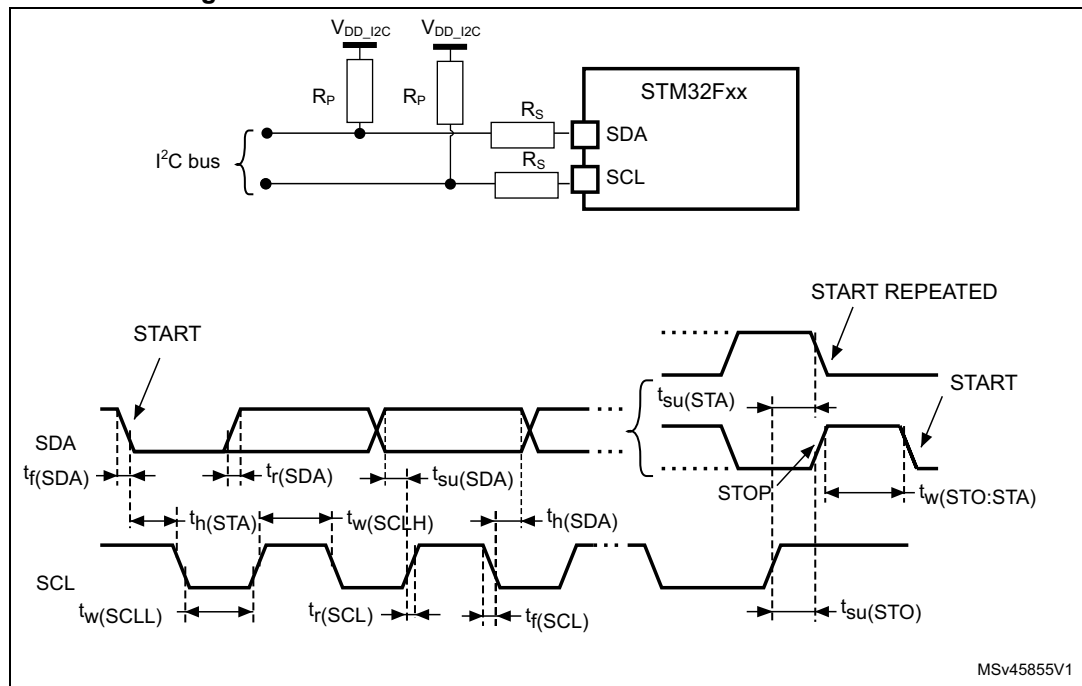 V_DD_I2C V_DD_I2C
R_P R_P
STM32Fxx
R_S
SDA
I²C bus
R_S
SCL
START REPEATED
START
START
t_su(STA)
SDA
t_f(SDA)
t_r(SDA)
t_su(SDA)
STOP
t_w(STO:STA)
t_h(STA)
t_w(SCLH)
t_h(SDA)
SCL
t_w(SCLL)
t_r(SCL)
t_f(SCL)
t_su(STO)
MSv45855V1